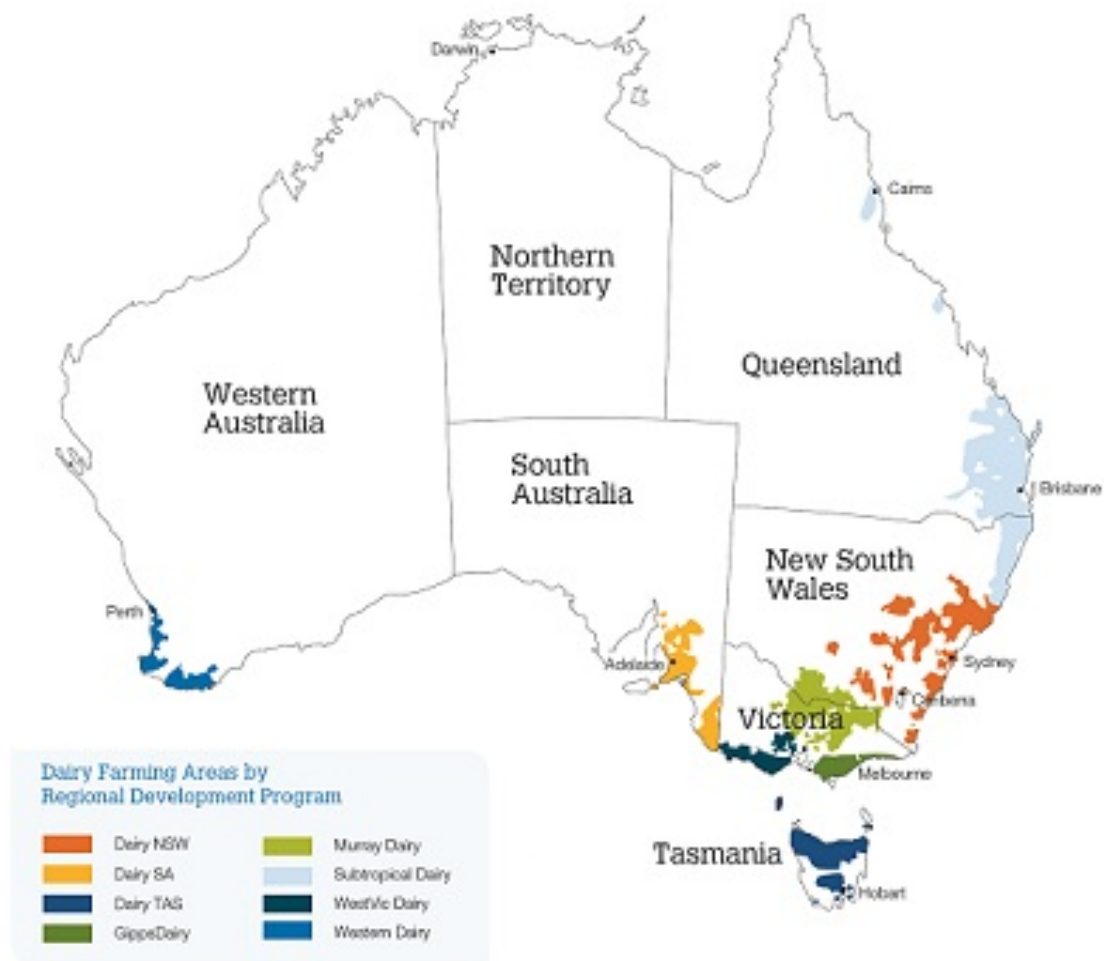 Darwin
Cairns
Northern
Territory
Queensland
Western
Australia
South
Australia
Brisbane
New South
Wales
Perth
Adelaide
Sydney
Canberra
Victoria
Melbourne
Dairy Farming Areas by
Regional Development Program
Dairy NSW
Murray Dairy
Dairy SA
Subtropical Dairy
Dairy TAS
WestVic Dairy
GippsDairy
Western Dairy
Tasmania
Hobart